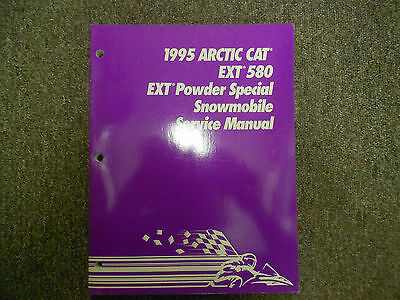 1995 ARCTIC CAT®
EXT® 580
EXT® Powder Special
Snowmobile
Service Manual